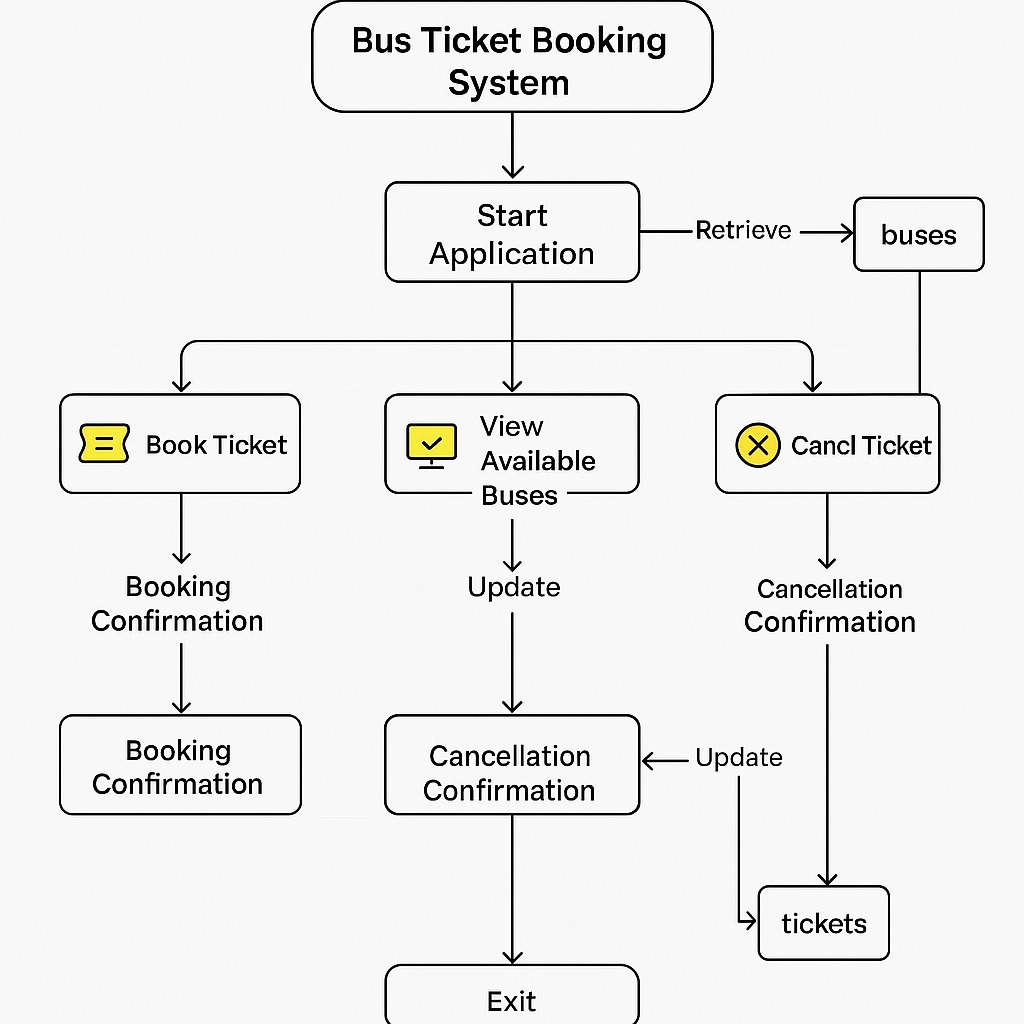 Bus Ticket Booking
System
Start
Application
Retrieve
buses
Book Ticket
View
Available
Buses
Cancl Ticket
Booking
Confirmation
Update
Cancellation
Confirmation
Booking
Confirmation
Cancellation
Confirmation
Update
tickets
Exit